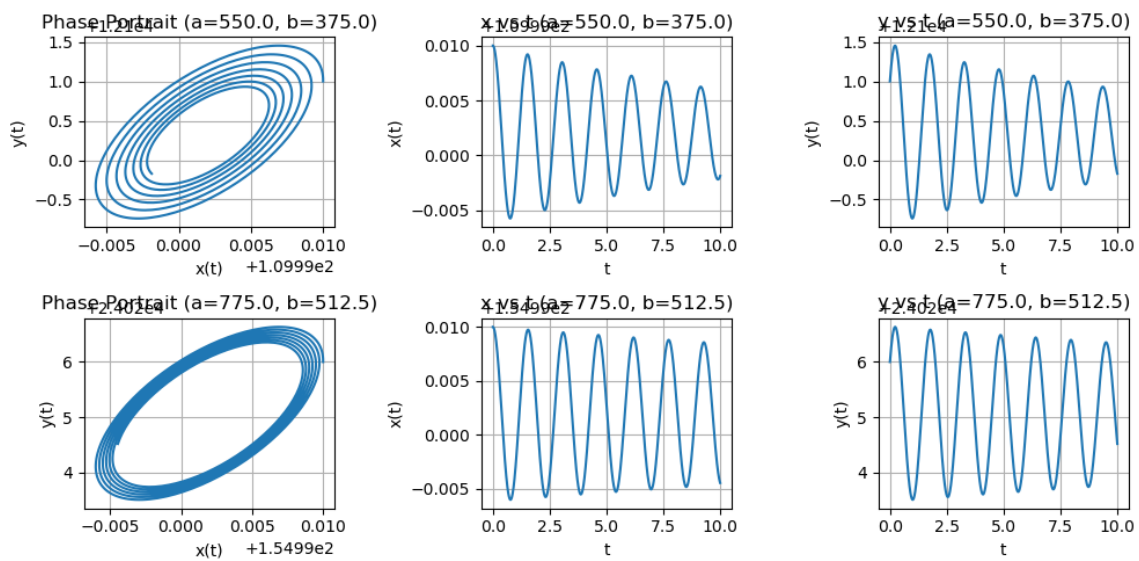 Phase Portrait (a=550.0, b=375.0)
+1.21e4
1.5
1.0
0.5
0.0
−0.5
y(t)
−0.005
0.000
0.005
0.010
x(t)
+1.0999e2
x vs t (a=550.0, b=375.0)
+1.0999e2
0.010
0.005
0.000
−0.005
x(t)
0.0
2.5
5.0
7.5
10.0
t
y vs t (a=550.0, b=375.0)
+1.21e4
1.5
1.0
0.5
0.0
−0.5
y(t)
0.0
2.5
5.0
7.5
10.0
t
Phase Portrait (a=775.0, b=512.5)
+2.402e4
6
5
4
y(t)
−0.005
0.000
0.005
0.010
x(t)
+1.5499e2
x vs t (a=775.0, b=512.5)
+1.5499e2
0.010
0.005
0.000
−0.005
x(t)
0.0
2.5
5.0
7.5
10.0
t
y vs t (a=775.0, b=512.5)
+2.402e4
6
5
4
y(t)
0.0
2.5
5.0
7.5
10.0
t